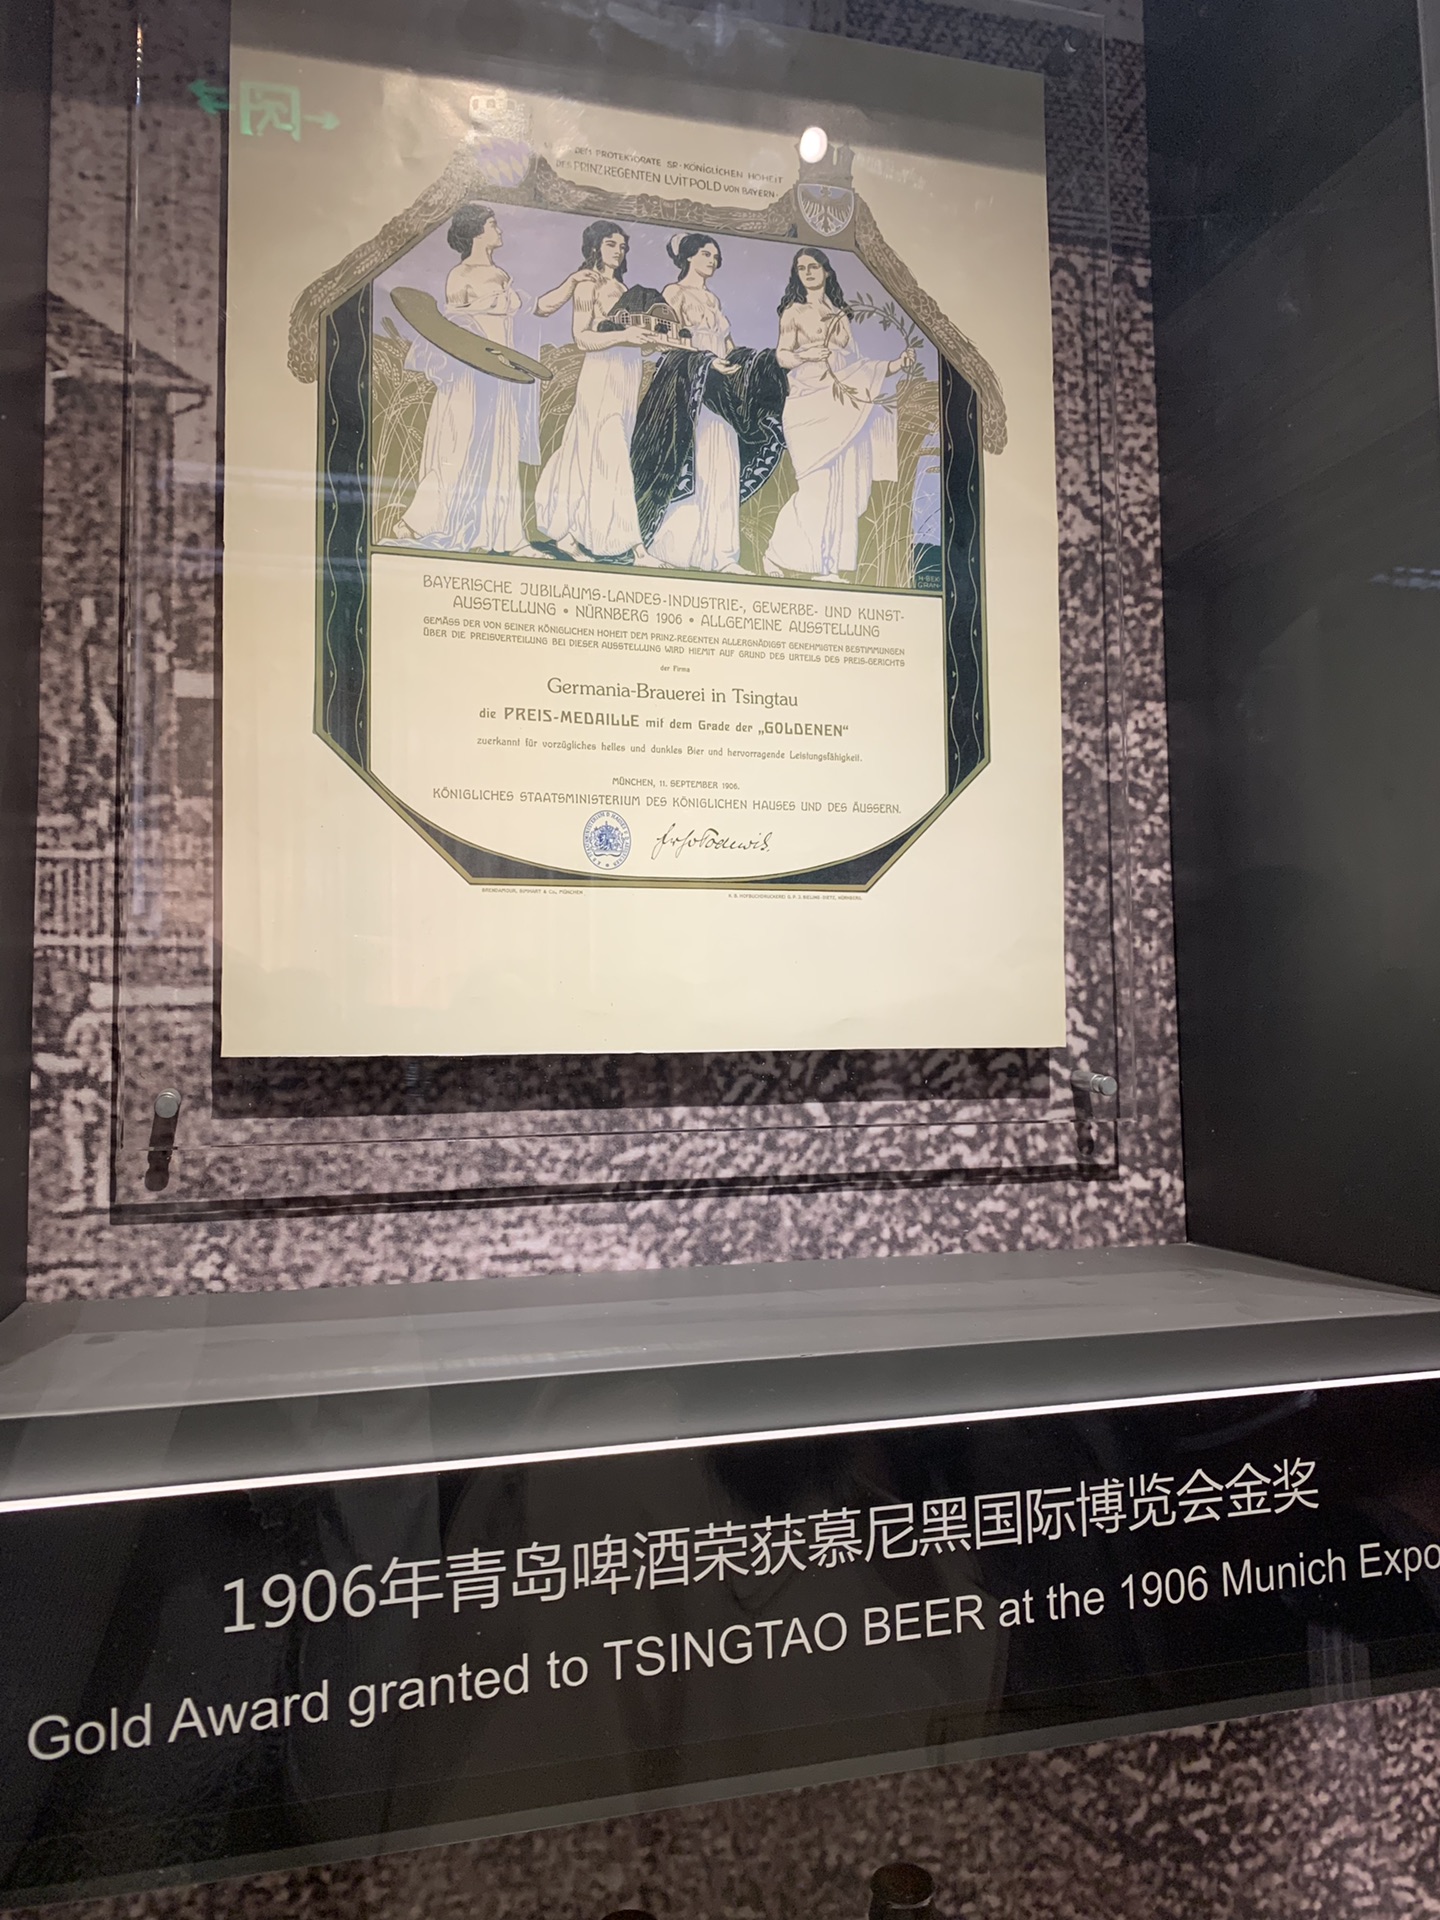 DEM PROTEKTORATE SR·KÖNIGLICHEN HOHEIT
DES PRINZREGENTEN LVITPOLD VON BAYERN·
H·BEK
GRAN
BAYERISCHE JUBILÄUMS-LANDES-INDUSTRIE-, GEWERBE- UND KUNST-
AUSSTELLUNG • NÜRNBERG 1906 • ALLGEMEINE AUSSTELLUNG
GEMÄSS DER VON SEINER KÖNIGLICHEN HOHEIT DEM PRINZ-REGENTEN ALLERGNÄDIGST GENEHMIGTEN BESTIMMUNGEN
ÜBER DIE PREISVERTEILUNG BEI DIESER AUSSTELLUNG WIRD HIEMIT AUF GRUND DES URTEILS DES PREIS-GERICHTS
der Firma
Germania-Brauerei in Tsingtau
die PREIS-MEDAILLE mit dem Grade der „GOLDENEN“
zuerkannt für vorzügliches helles und dunkles Bier und hervorragende Leistungsfähigkeit.
MÜNCHEN, 11. SEPTEMBER 1906.
KÖNIGLICHES STAATSMINISTERIUM DES KÖNIGLICHEN HAUSES UND DES ÄUSSERN.
1906年青岛啤酒荣获慕尼黑国际博览会金奖
Gold Award granted to TSINGTAO BEER at the 1906 Munich Expo